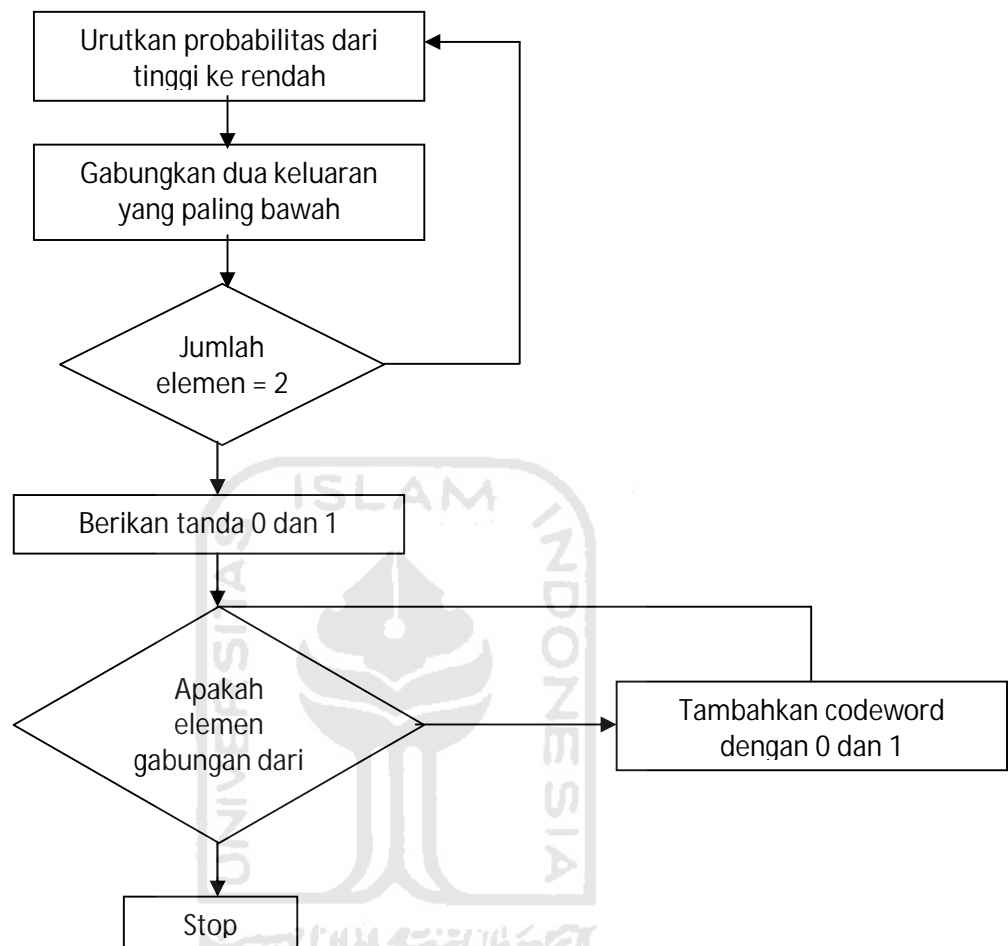 Urutkan probabilitas dari
tinggi ke rendah
Gabungkan dua keluaran
yang paling bawah
Jumlah
elemen = 2
Berikan tanda 0 dan 1
Apakah
elemen
gabungan dari
Tambahkan codeword
dengan 0 dan 1
Stop
UNIVERSITAS
ISLAM
INDONESIA